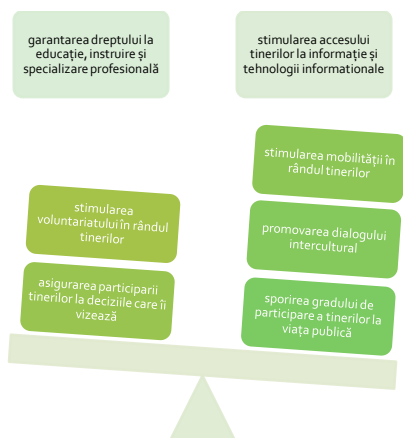 garantarea dreptului la
educație, instruire și
specializare profesională
stimularea accesului
tinerilor la informație și
tehnologii informationale
stimularea
voluntariatului în rândul
tinerilor
asigurarea participarii
tinerilor la deciziile care îi
vizează
stimularea mobilității în
rândul tinerilor
promovarea dialogului
intercultural
sporirea gradului de
participare a tinerilor la
viața publică